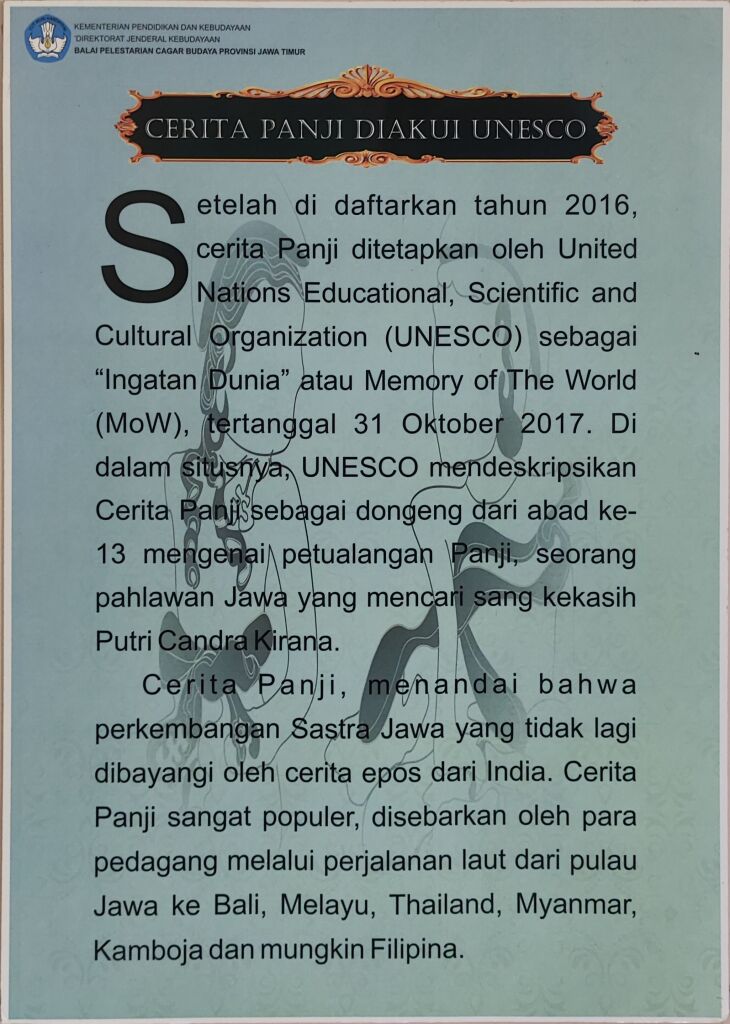 KEMENTERIAN PENDIDIKAN DAN KEBUDAYAAN
DIREKTORAT JENDERAL KEBUDAYAAN
BALAI PELESTARIAN CAGAR BUDAYA PROVINSI JAWA TIMUR
CERITA PANJI DIAKUI UNESCO
Setelah di daftarkan tahun 2016,
cerita Panji ditetapkan oleh United
Nations Educational, Scientific and
Cultural Organization (UNESCO) sebagai
“Ingatan Dunia” atau Memory of The World
(MoW), tertanggal 31 Oktober 2017. Di
dalam situsnya, UNESCO mendeskripsikan
Cerita Panji sebagai dongeng dari abad ke-
13 mengenai petualangan Panji, seorang
pahlawan Jawa yang mencari sang kekasih
Putri Candra Kirana.
Cerita Panji, menandai bahwa
perkembangan Sastra Jawa yang tidak lagi
dibayangi oleh cerita epos dari India. Cerita
Panji sangat populer, disebarkan oleh para
pedagang melalui perjalanan laut dari pulau
Jawa ke Bali, Melayu, Thailand, Myanmar,
Kamboja dan mungkin Filipina.